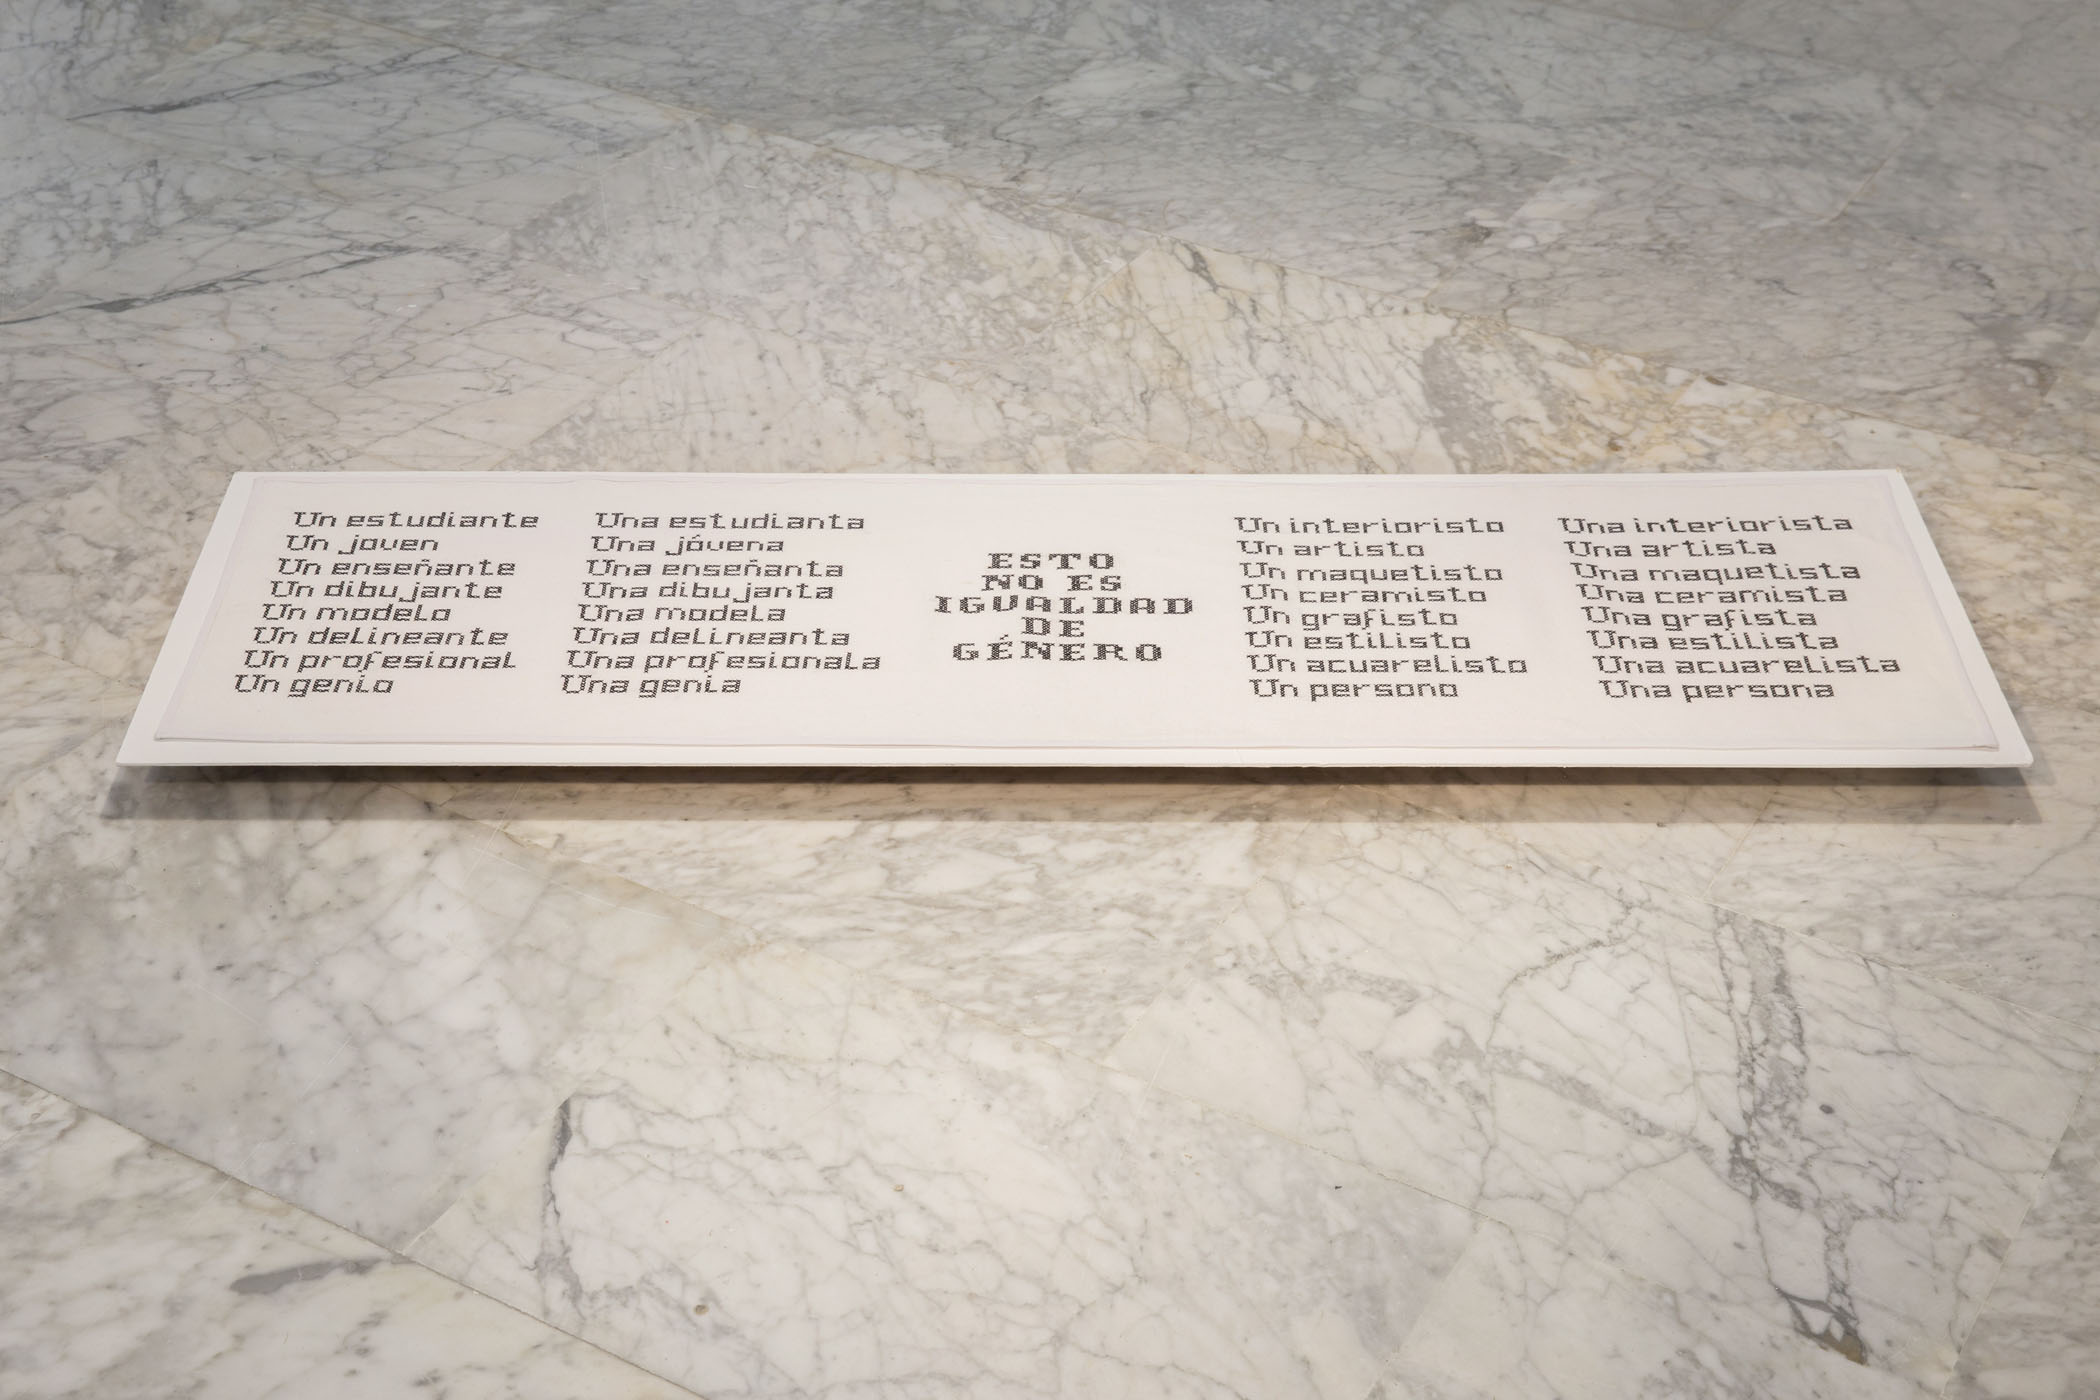 Un estudiante
Un joven
Un enseñante
Un dibujante
Un modelo
Un delineante
Un profesional
Un genio
Una estudianta
Una jóvena
Una enseñanta
Una dibujanta
Una modela
Una delineanta
Una profesionala
Una genia
ESTO
NO ES
IGUALDAD
DE
GÉNERO
Un interioristo
Un artisto
Un maquetisto
Un ceramisto
Un grafisto
Un estilisto
Un acuarelisto
Un persono
Una interiorista
Una artista
Una maquetista
Una ceramista
Una grafista
Una estilista
Una acuarelista
Una persona